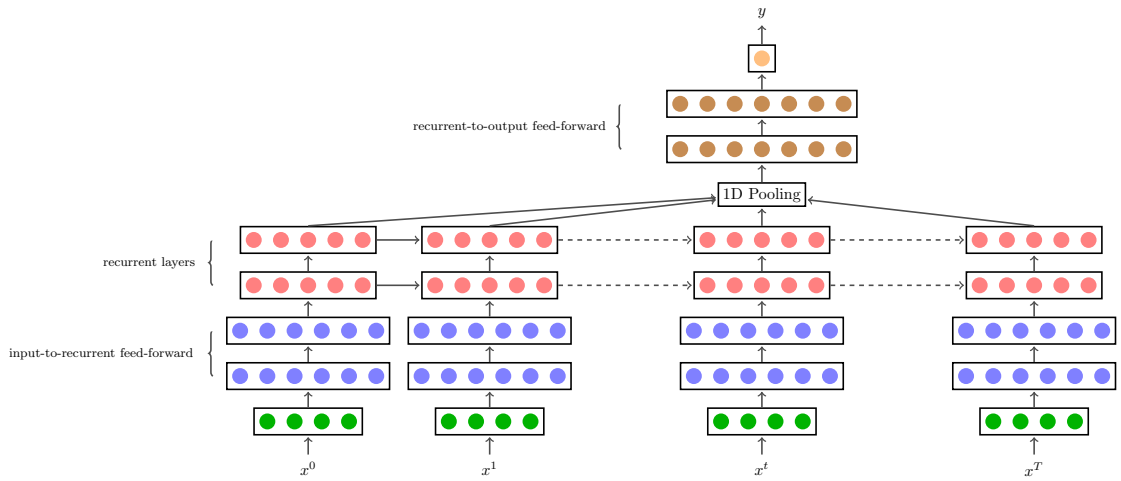 y
recurrent-to-output feed-forward
1D Pooling
recurrent layers
input-to-recurrent feed-forward
x^0 x^1 x^t x^T